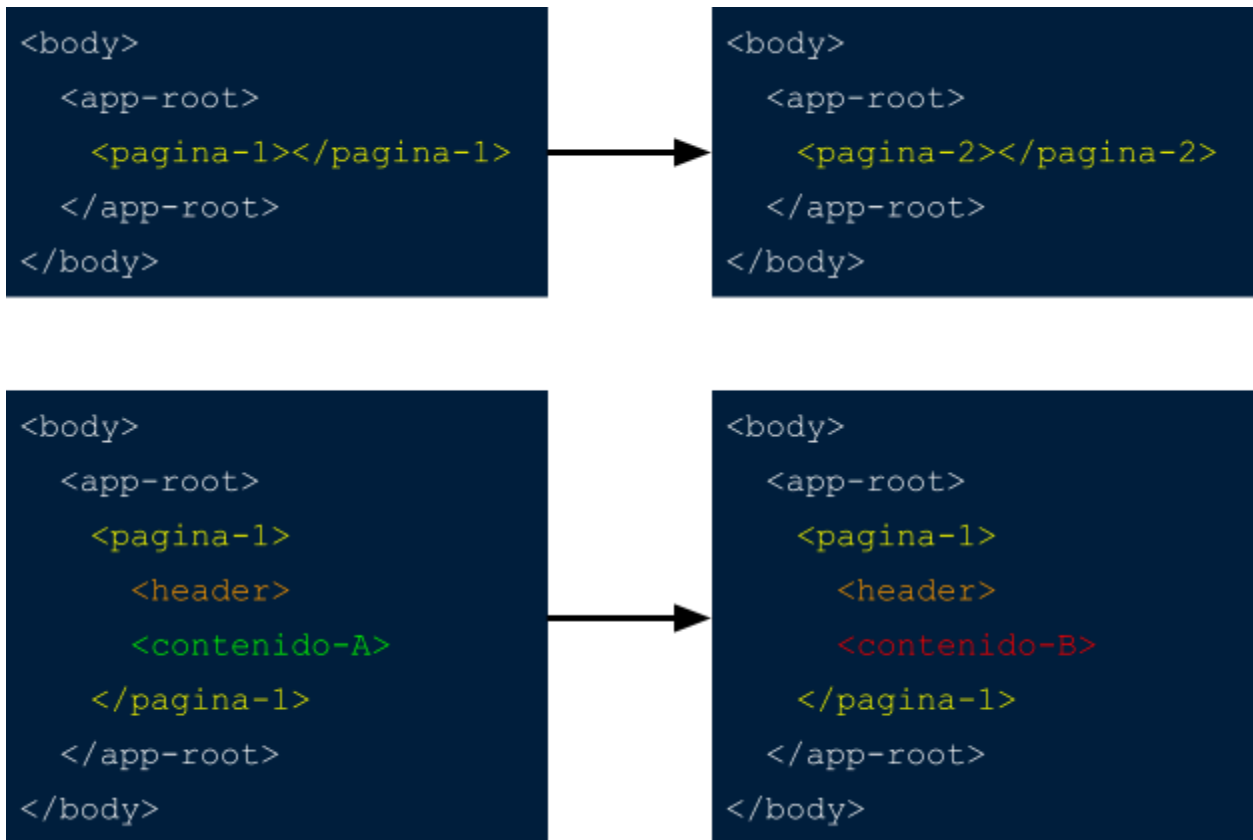 <body>
<app-root>
<pagina-1></pagina-1>
</app-root>
</body>
<body>
<app-root>
<pagina-2></pagina-2>
</app-root>
</body>
<body>
<app-root>
<pagina-1>
<header>
<contenido-A>
</pagina-1>
</app-root>
</body>
<body>
<app-root>
<pagina-1>
<header>
<contenido-B>
</pagina-1>
</app-root>
</body>